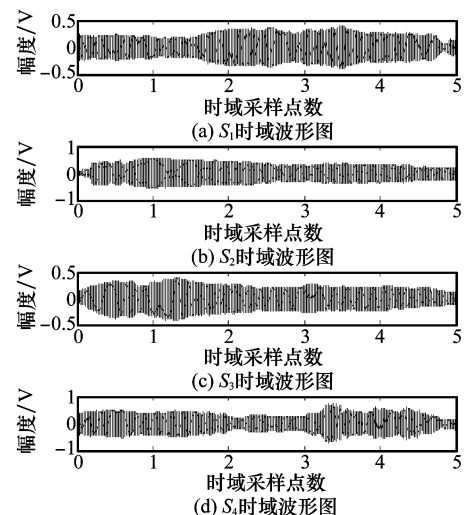 幅度/V
0.5
0
−0.5
0 1 2 3 4 5
时域采样点数
(a) S₁时域波形图
幅度/V
1
0
−1
0 1 2 3 4 5
时域采样点数
(b) S₂时域波形图
幅度/V
0.5
0
−0.5
0 1 2 3 4 5
时域采样点数
(c) S₃时域波形图
幅度/V
1
0
1
0 1 2 3 4 5
时域采样点数
(d) S₄时域波形图